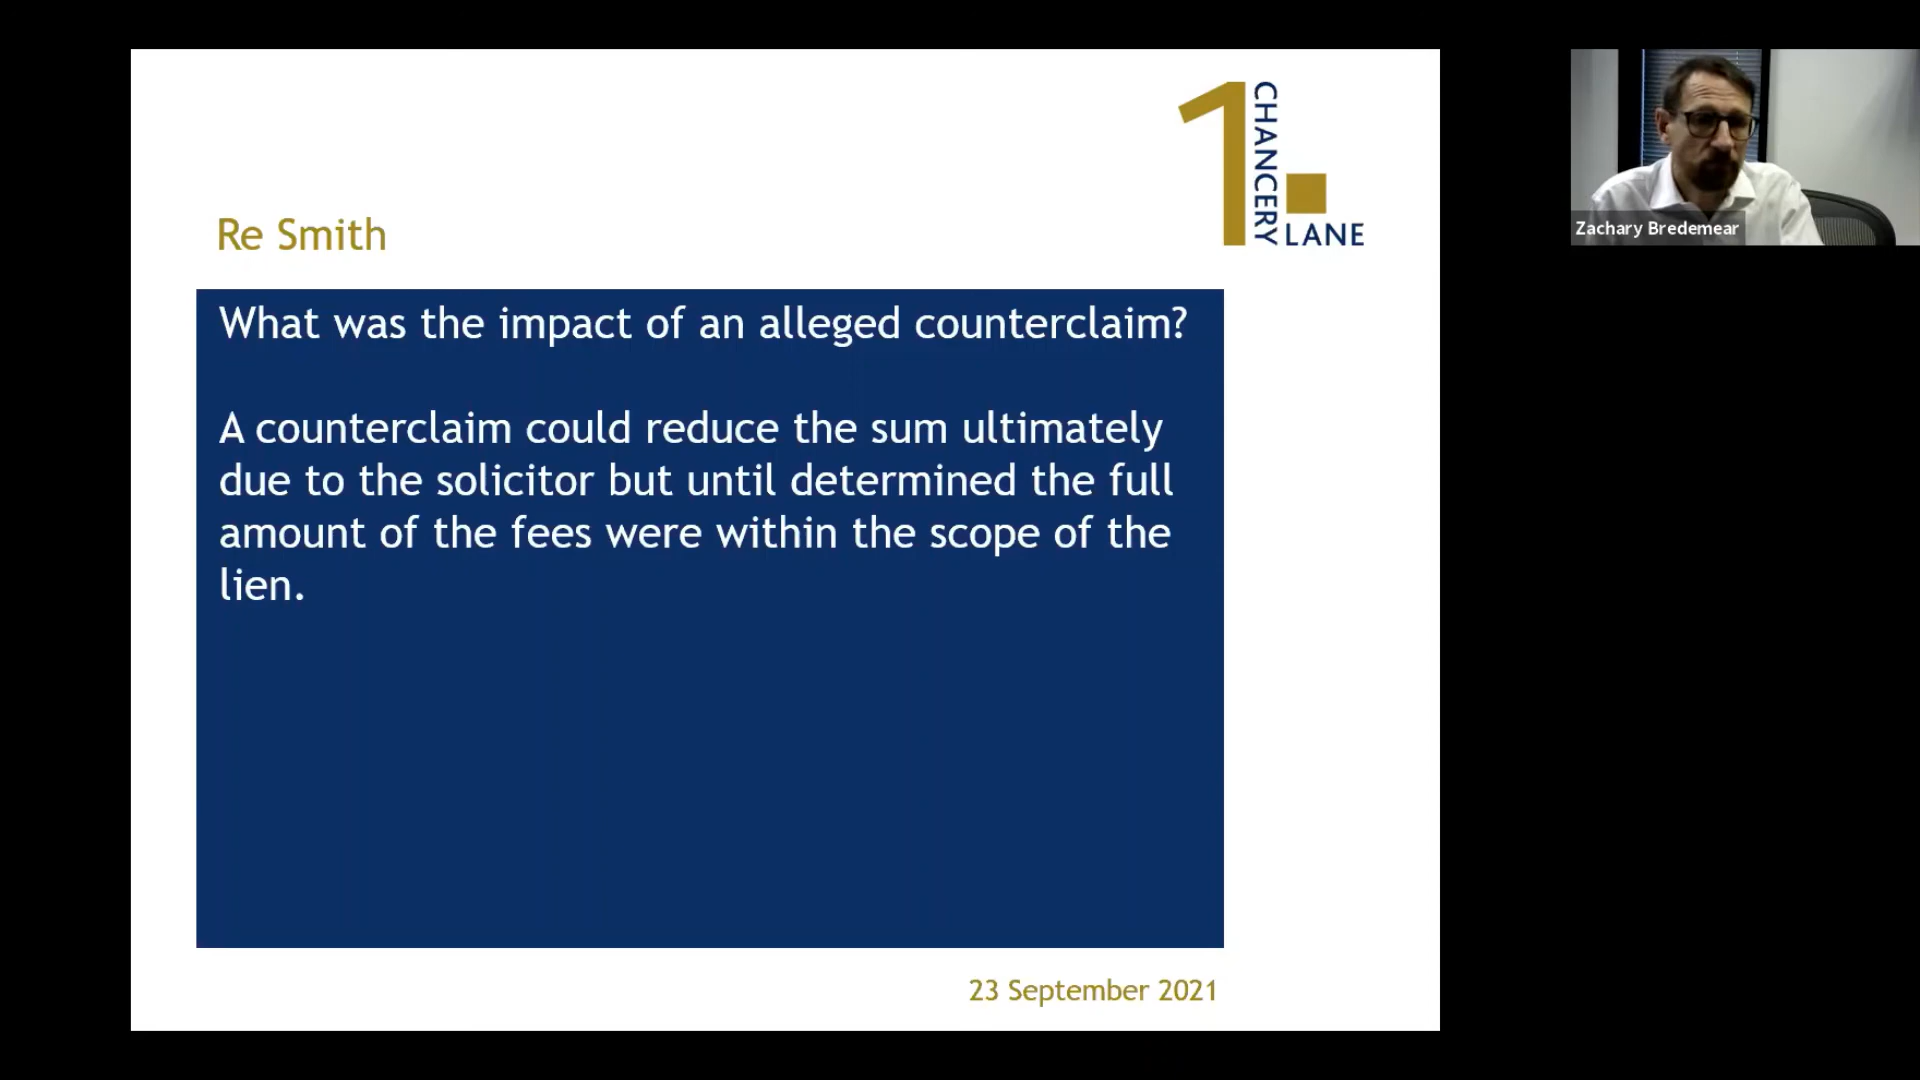 1 CHANCERY LANE
Zachary Bredemear
Re Smith
What was the impact of an alleged counterclaim?
A counterclaim could reduce the sum ultimately
due to the solicitor but until determined the full
amount of the fees were within the scope of the
lien.
23 September 2021